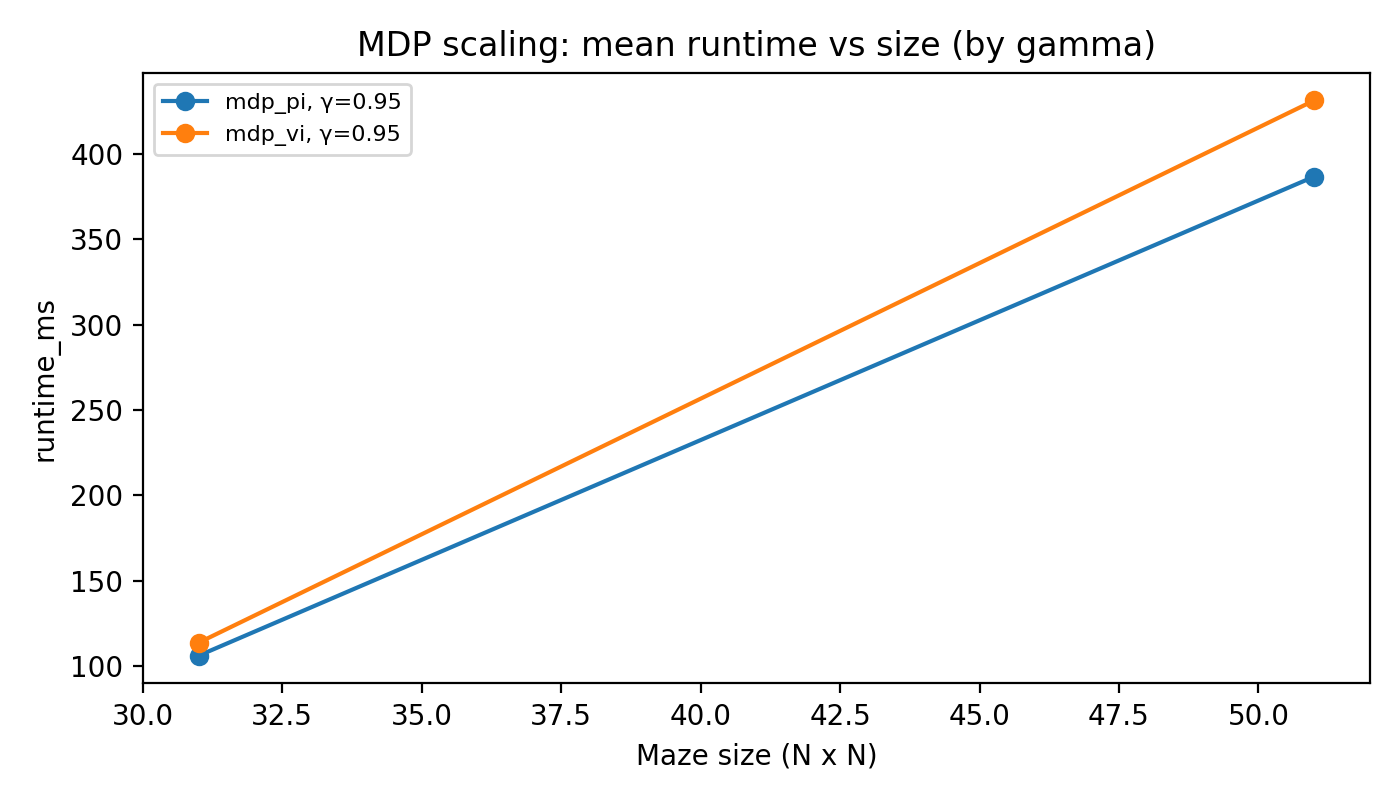 MDP scaling: mean runtime vs size (by gamma)
mdp_pi, γ=0.95
mdp_vi, γ=0.95
runtime_ms
400
350
300
250
200
150
100
30.0 32.5 35.0 37.5 40.0 42.5 45.0 47.5 50.0
Maze size (N x N)